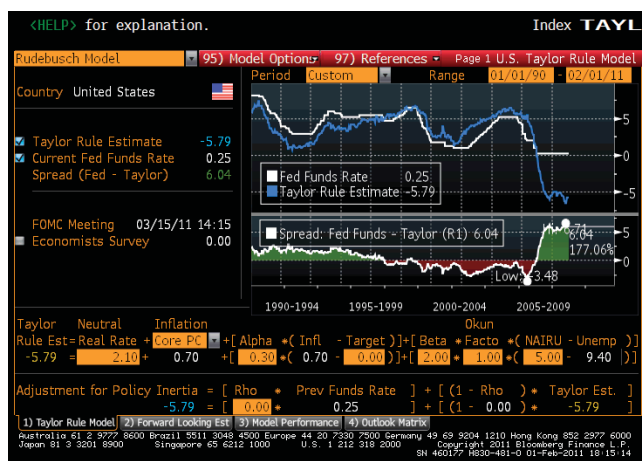 <HELP> for explanation. Index TAYL
Rudebusch Model 95) Model Options 97) References Page 1 U.S. Taylor Rule Model
Period Custom Range 01/01/90 - 02/01/11
Country United States
Taylor Rule Estimate -5.79
Current Fed Funds Rate 0.25
Spread (Fed - Taylor) 6.04
5
0
-5
Fed Funds Rate 0.25
Taylor Rule Estimate -5.79
FOMC Meeting 03/15/11 14:15
Economists Survey 0.00
Spread: Fed Funds - Taylor (R1) 6.04
5
6.04
177.06%
0
Low: -3.48
1990-1994 1995-1999 2000-2004 2005-2009
Taylor Neutral Inflation Okun
Rule Est= Real Rate + Core PC +[ Alpha *( Infl - Target )]+[ Beta * Facto *( NAIRU - Unemp )]
-5.79 = 2.10 + 0.70 +[ 0.30 *( 0.70 - 0.00 )]+[ 2.00 * 1.00 *( 5.00 - 9.40 )]
Adjustment for Policy Inertia = [ Rho * Prev Funds Rate ] + [ (1 - Rho ) * Taylor Est. ]
-5.79 = [ 0.00 * 0.25 ] + [ (1 - 0.00 ) * -5.79 ]
1) Taylor Rule Model 2) Forward Looking Est 3) Model Performance 4) Outlook Matrix
Australia 61 2 9777 8600 Brazil 5511 3048 4500 Europe 44 20 7330 7500 Germany 49 69 9204 1210 Hong Kong 852 2977 6000
Japan 81 3 3201 8900 Singapore 65 6212 1000 U.S. 1 212 318 2000 Copyright 2011 Bloomberg Finance L.P.
SN 460177 H830-481-0 01-Feb-2011 18:15:14